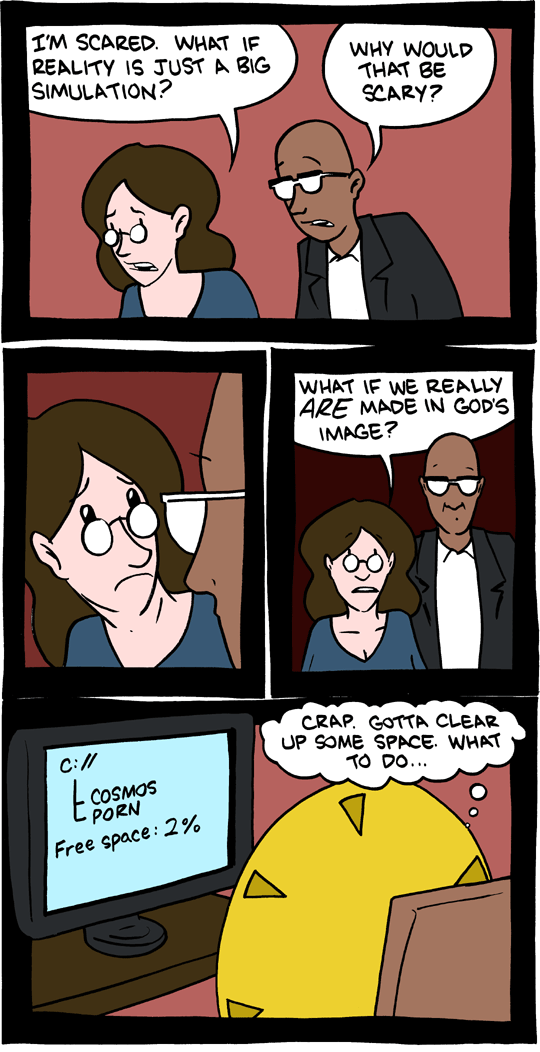 I'M SCARED. WHAT IF
REALITY IS JUST A BIG
SIMULATION?
WHY WOULD
THAT BE
SCARY?
WHAT IF WE REALLY
ARE MADE IN GOD'S
IMAGE?
CRAP. GOTTA CLEAR
UP SOME SPACE. WHAT
TO DO...
C://
COSMOS
PORN
Free space: 2%